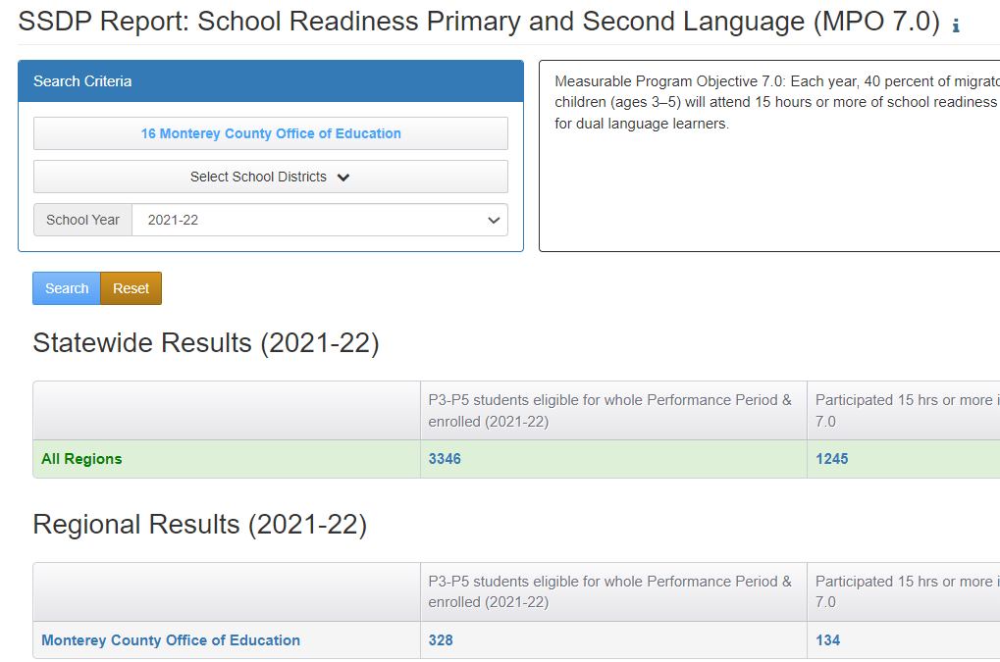 SSDP Report: School Readiness Primary and Second Language (MPO 7.0) i
Search Criteria
16 Monterey County Office of Education
Select School Districts
School Year 2021-22
Measurable Program Objective 7.0: Each year, 40 percent of
children (ages 3–5) will attend 15 hours or more of school readiness
for dual language learners.
Search Reset
Statewide Results (2021-22)
P3-P5 students eligible for whole Performance Period &
enrolled (2021-22)
Participated 15 hrs or more
7.0
All Regions 3346 1245
Regional Results (2021-22)
P3-P5 students eligible for whole Performance Period &
enrolled (2021-22)
Participated 15 hrs or more
7.0
Monterey County Office of Education 328 134